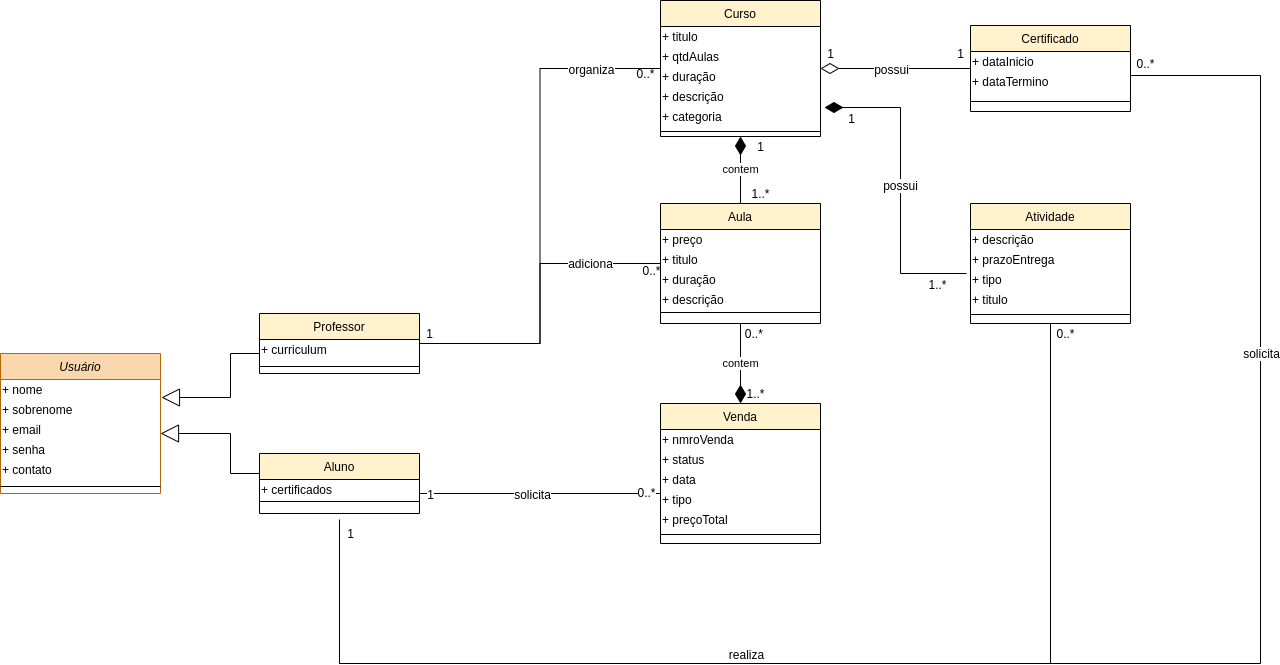 Curso
+ titulo
+ qtdAulas
+ duração
+ descrição
+ categoria
organiza
0..*
1
possui
1
Certificado
+ dataInicio
+ dataTermino
0..*
1
possui
1..*
1
contem
1..*
Aula
+ preço
+ titulo
+ duração
+ descrição
adiciona
0..*
Atividade
+ descrição
+ prazoEntrega
+ tipo
+ titulo
0..*
Professor
+ curriculum
1
Usuário
+ nome
+ sobrenome
+ email
+ senha
+ contato
0..*
contem
1..*
solicita
Venda
+ nmroVenda
+ status
+ data
+ tipo
+ preçoTotal
Aluno
+ certificados
1
solicita
0..*
1
realiza